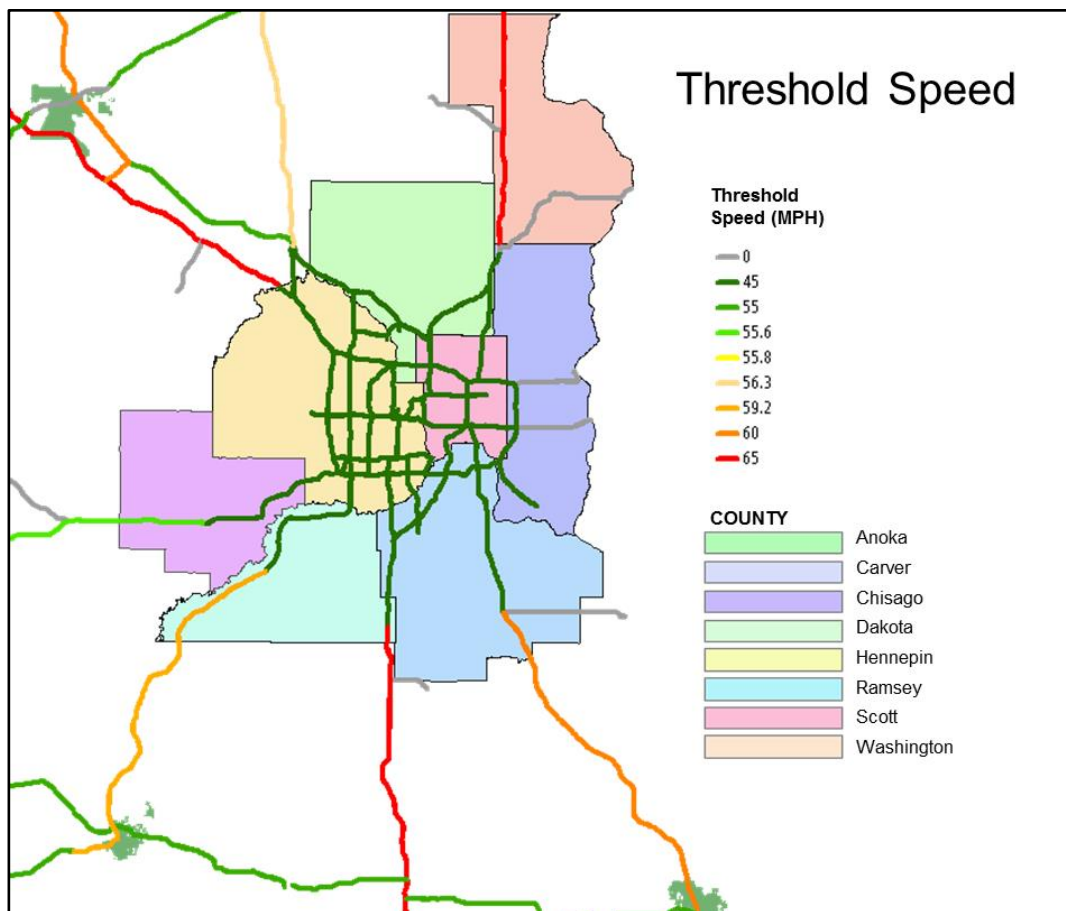 Threshold Speed
Threshold
Speed (MPH)
0
45
55
55.6
55.8
56.3
59.2
60
65
COUNTY
Anoka
Carver
Chisago
Dakota
Hennepin
Ramsey
Scott
Washington